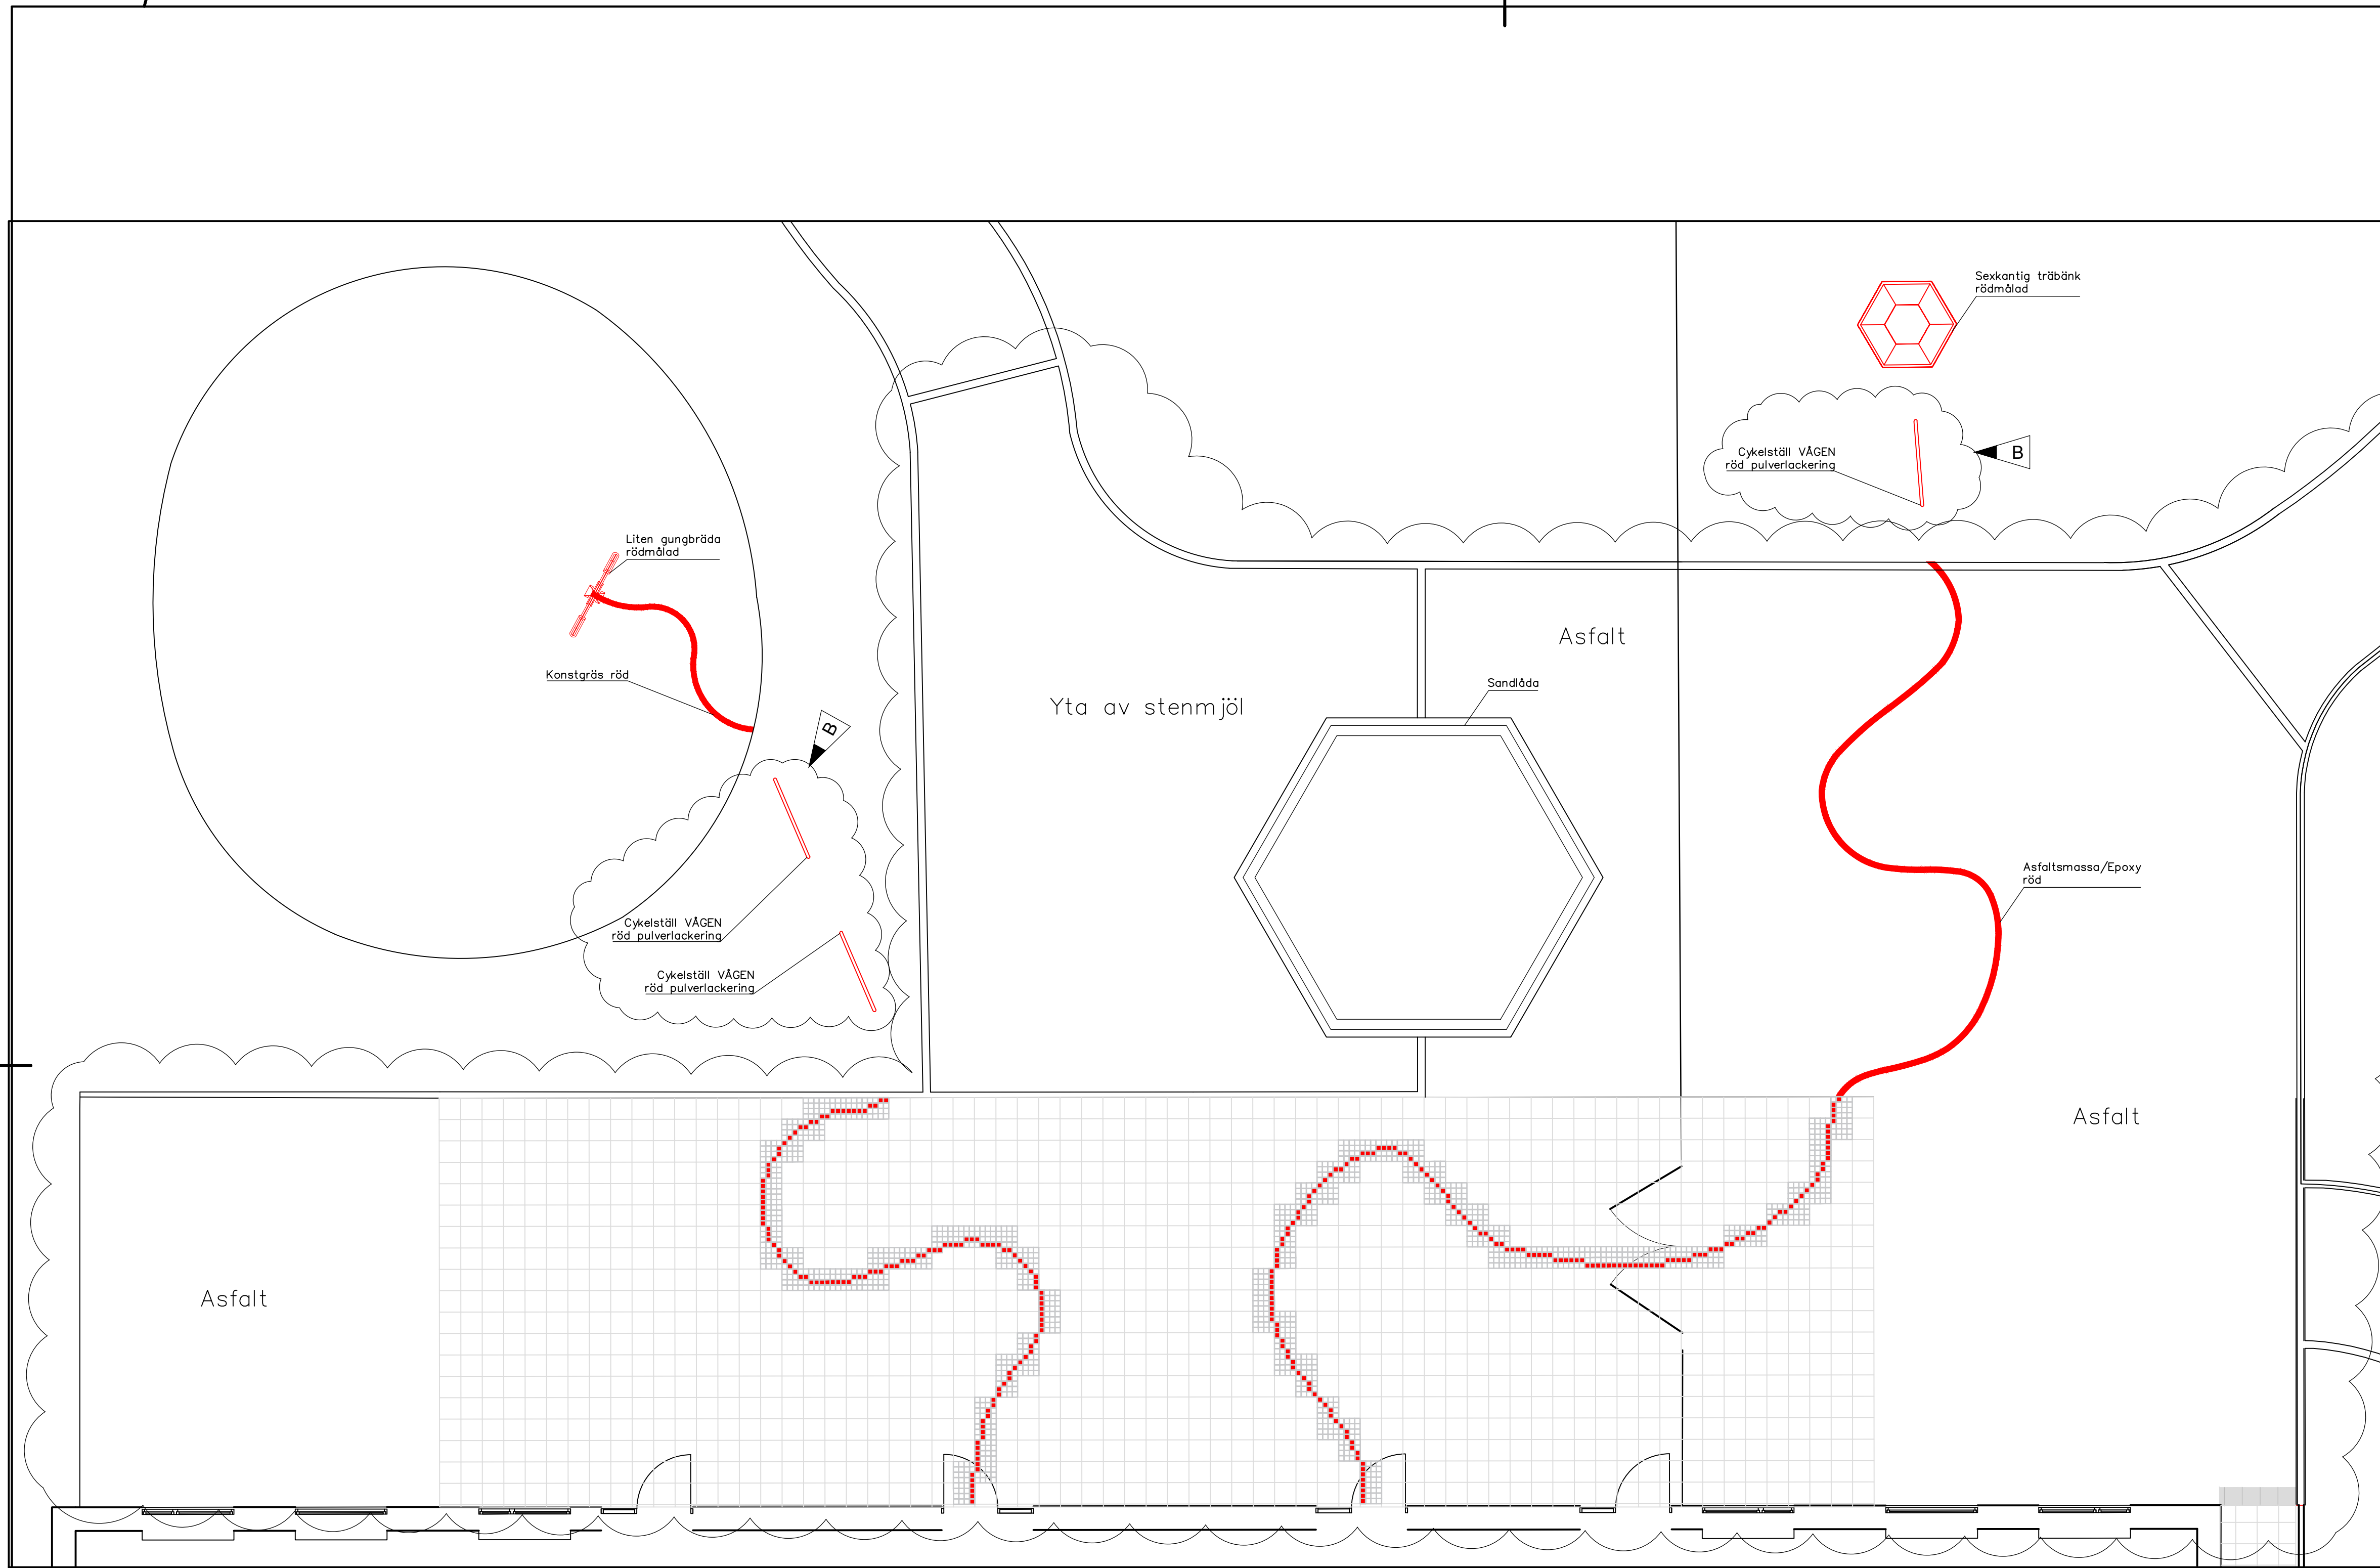 Sexkantig träbänk
rödmålad
Cykelställ VÅGEN
röd pulverlackering
B
Liten gungbräda
rödmålad
Asfalt
Konstgräs röd
Sandlåda
Yta av stenmjöl
B
Asfaltsmassa/Epoxy
röd
Cykelställ VÅGEN
röd pulverlackering
Cykelställ VÅGEN
röd pulverlackering
Asfalt
Asfalt